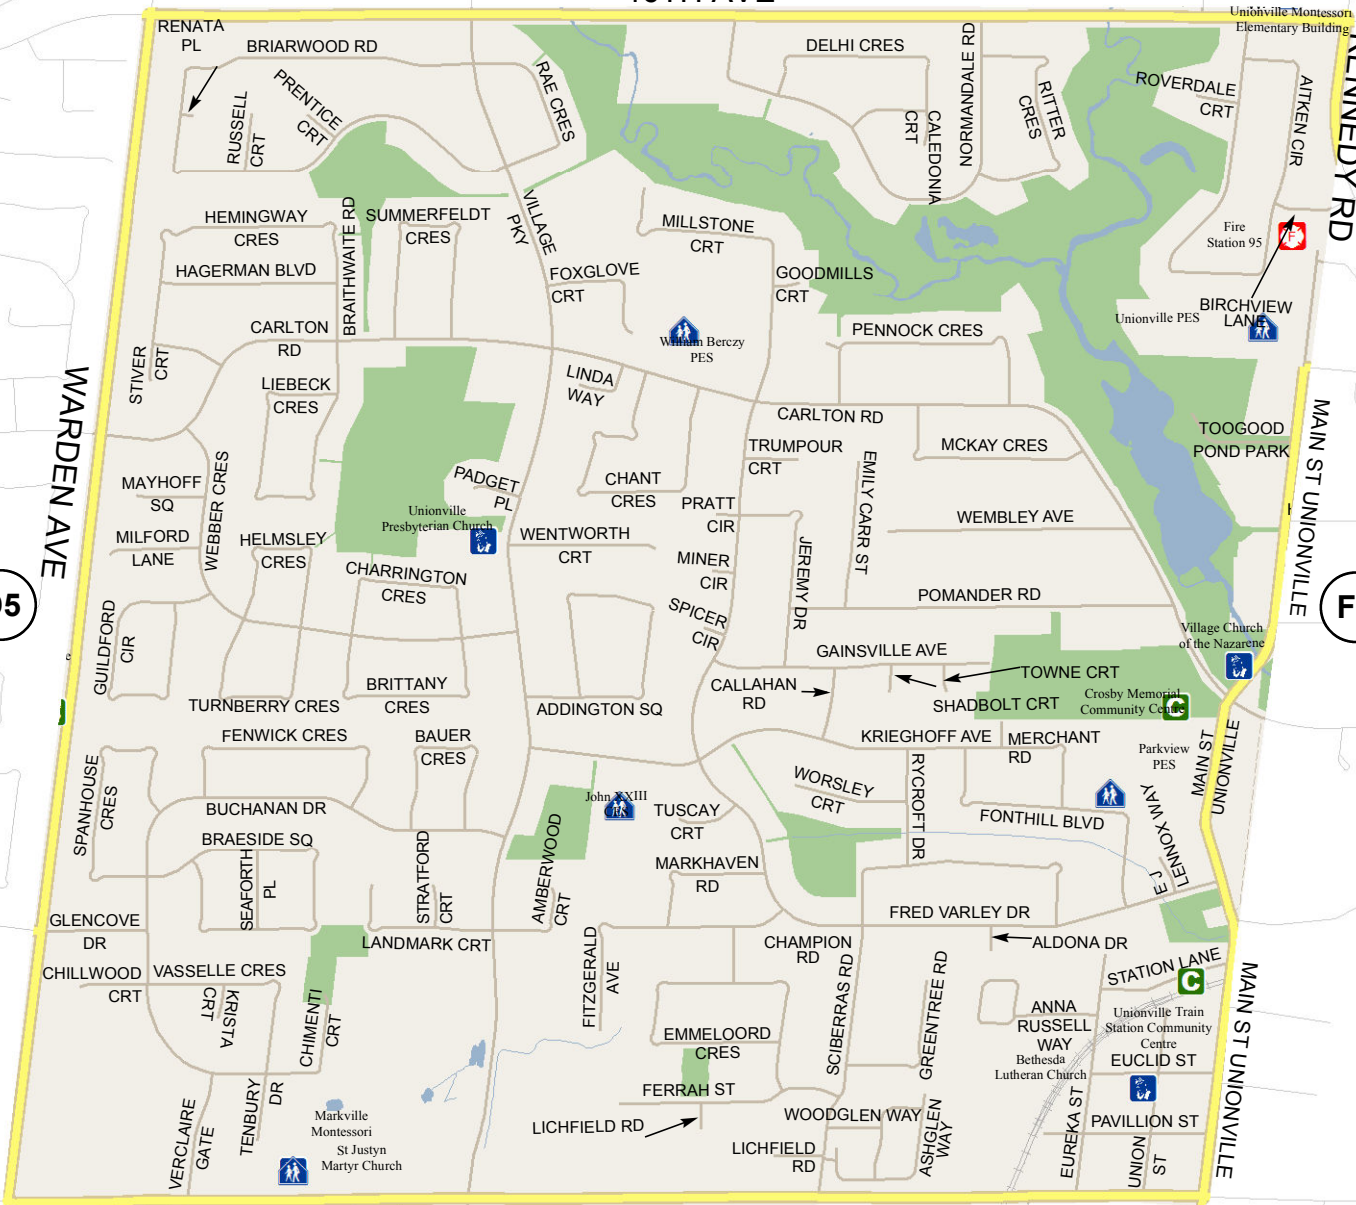 RENATA
PL
BRIARWOOD RD
PRENTICE
CRT
RUSSELL
CRT
RAE CRES
DELHI CRES
CALEDONIA
CRT
NORMANDALE RD
RITTER
CRES
ROVERDALE
CRT
AITKEN CIR
Unionville Montessori
Elementary Building
KENNEDY RD
HEMINGWAY
CRES
HAGERMAN BLVD
BRAITHWAITE RD
SUMMERFELDT
CRES
VILLAGE
PKY
FOXGLOVE
CRT
MILLSTONE
CRT
GOODMILLS
CRT
Fire
Station 95
F
BIRCHVIEW
LANE
Unionville PES
PENNOCK CRES
William Berczy
PES
CARLTON
RD
STIVER
CRT
LIEBECK
CRES
LINDA
WAY
CARLTON RD
TRUMPOUR
CRT
MCKAY CRES
TOOGOOD
POND PARK
MAIN ST UNIONVILLE
WARDEN AVE
MAYHOFF
SQ
WEBBER CRES
MILFORD
LANE
HELMSLEY
CRES
PADGET
PL
Unionville
Presbyterian Church
WENTWORTH
CRT
CHANT
CRES
PRATT
CIR
MINER
CIR
SPICER
CIR
EMILY CARR ST
JEREMY DR
WEMBLEY AVE
POMANDER RD
CHARRINGTON
CRES
GUILDFORD
CIR
TURNBERRY CRES
BRITTANY
CRES
ADDINGTON SQ
GAINSVILLE AVE
CALLAHAN
RD
TOWNE CRT
SHADBOLT CRT
Crosby Memorial
Community Centre
C
Village Church
of the Nazarene
F
FENWICK CRES
BAUER
CRES
KRIEGHOFF AVE
MERCHANT
RD
Parkview
PES
MAIN ST
UNIONVILLE
SPANHOUSE
CRES
BUCHANAN DR
BRAESIDE SQ
SEAFORTH
PL
STRATFORD
CRT
AMBERWOOD
CRT
John XXIII
CES
TUSCAY
CRT
MARKHAVEN
RD
WORSLEY
CRT
RYCROFT DR
FONTHILL BLVD
E J
LENNOX WAY
GLENCOVE
DR
CHILLWOOD
CRT
VASSELLE CRES
KRISTA
CRT
CHIMENTI
CRT
LANDMARK CRT
FITZGERALD
AVE
CHAMPION
RD
FRED VARLEY DR
ALDONA DR
STATION LANE
C
SCIBERRAS RD
GREENTREE RD
ANNA
RUSSELL
WAY
Unionville Train
Station Community
Centre
EMMELOORD
CRES
Bethesda
Lutheran Church
EUCLID ST
MAIN ST UNIONVILLE
FERRAH ST
LICHFIELD RD
WOODGLEN WAY
LICHFIELD
RD
ASHGLEN
WAY
EUREKA ST
PAVILLION ST
UNION
ST
VERCLAIRE
GATE
TENBURY
DR
Markville
Montessori
St Justyn
Martyr Church